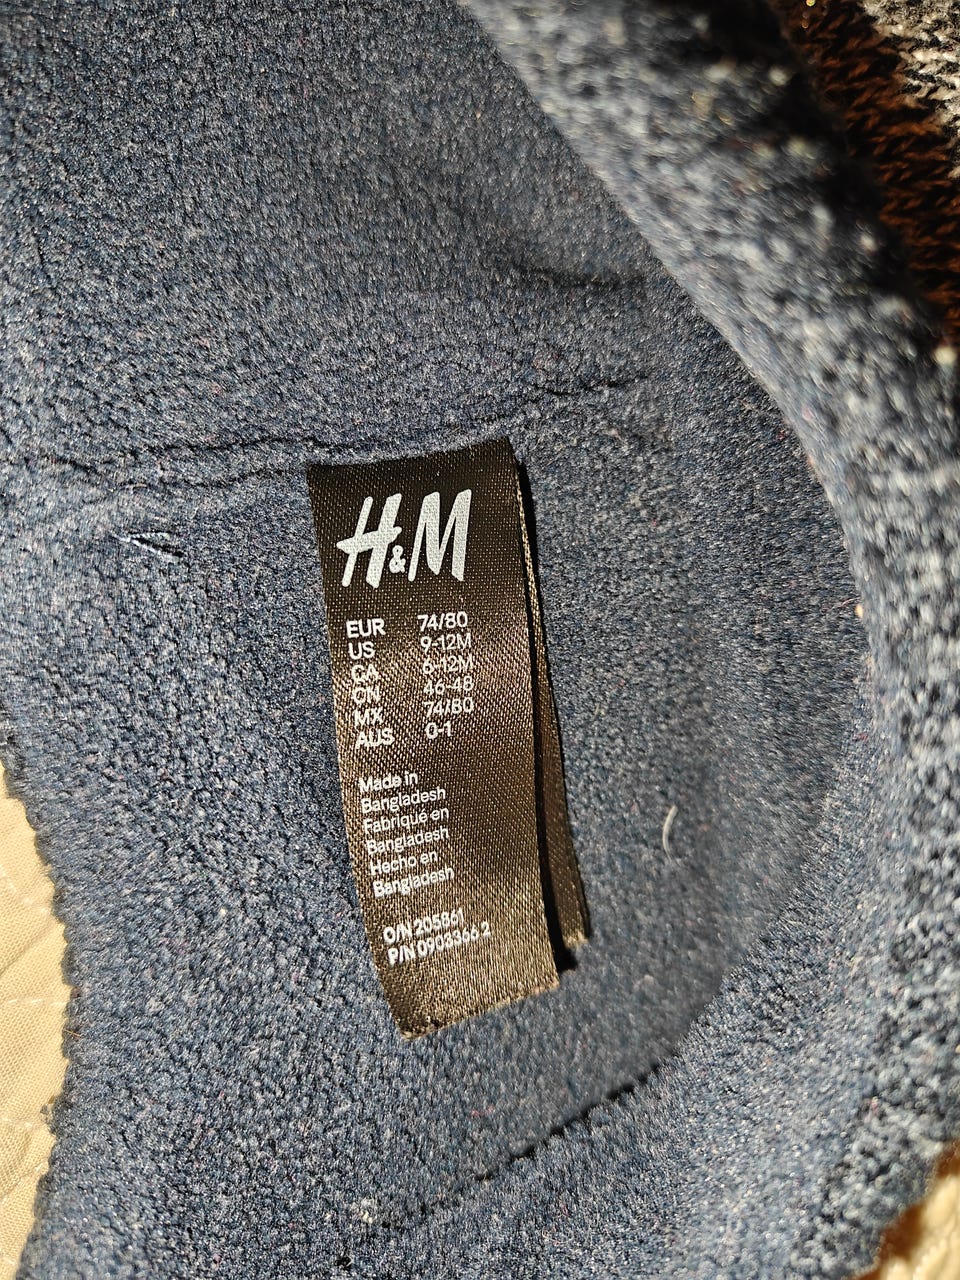 H&M
EUR 74/80
US 9-12M
CA 6-12M
CN 46-48
MX 74/80
AUS 0-1
Made in
Bangladesh
Fabriqué en
Bangladesh
Hecho en
Bangladesh
O/N 205861
P/N 0903366.2